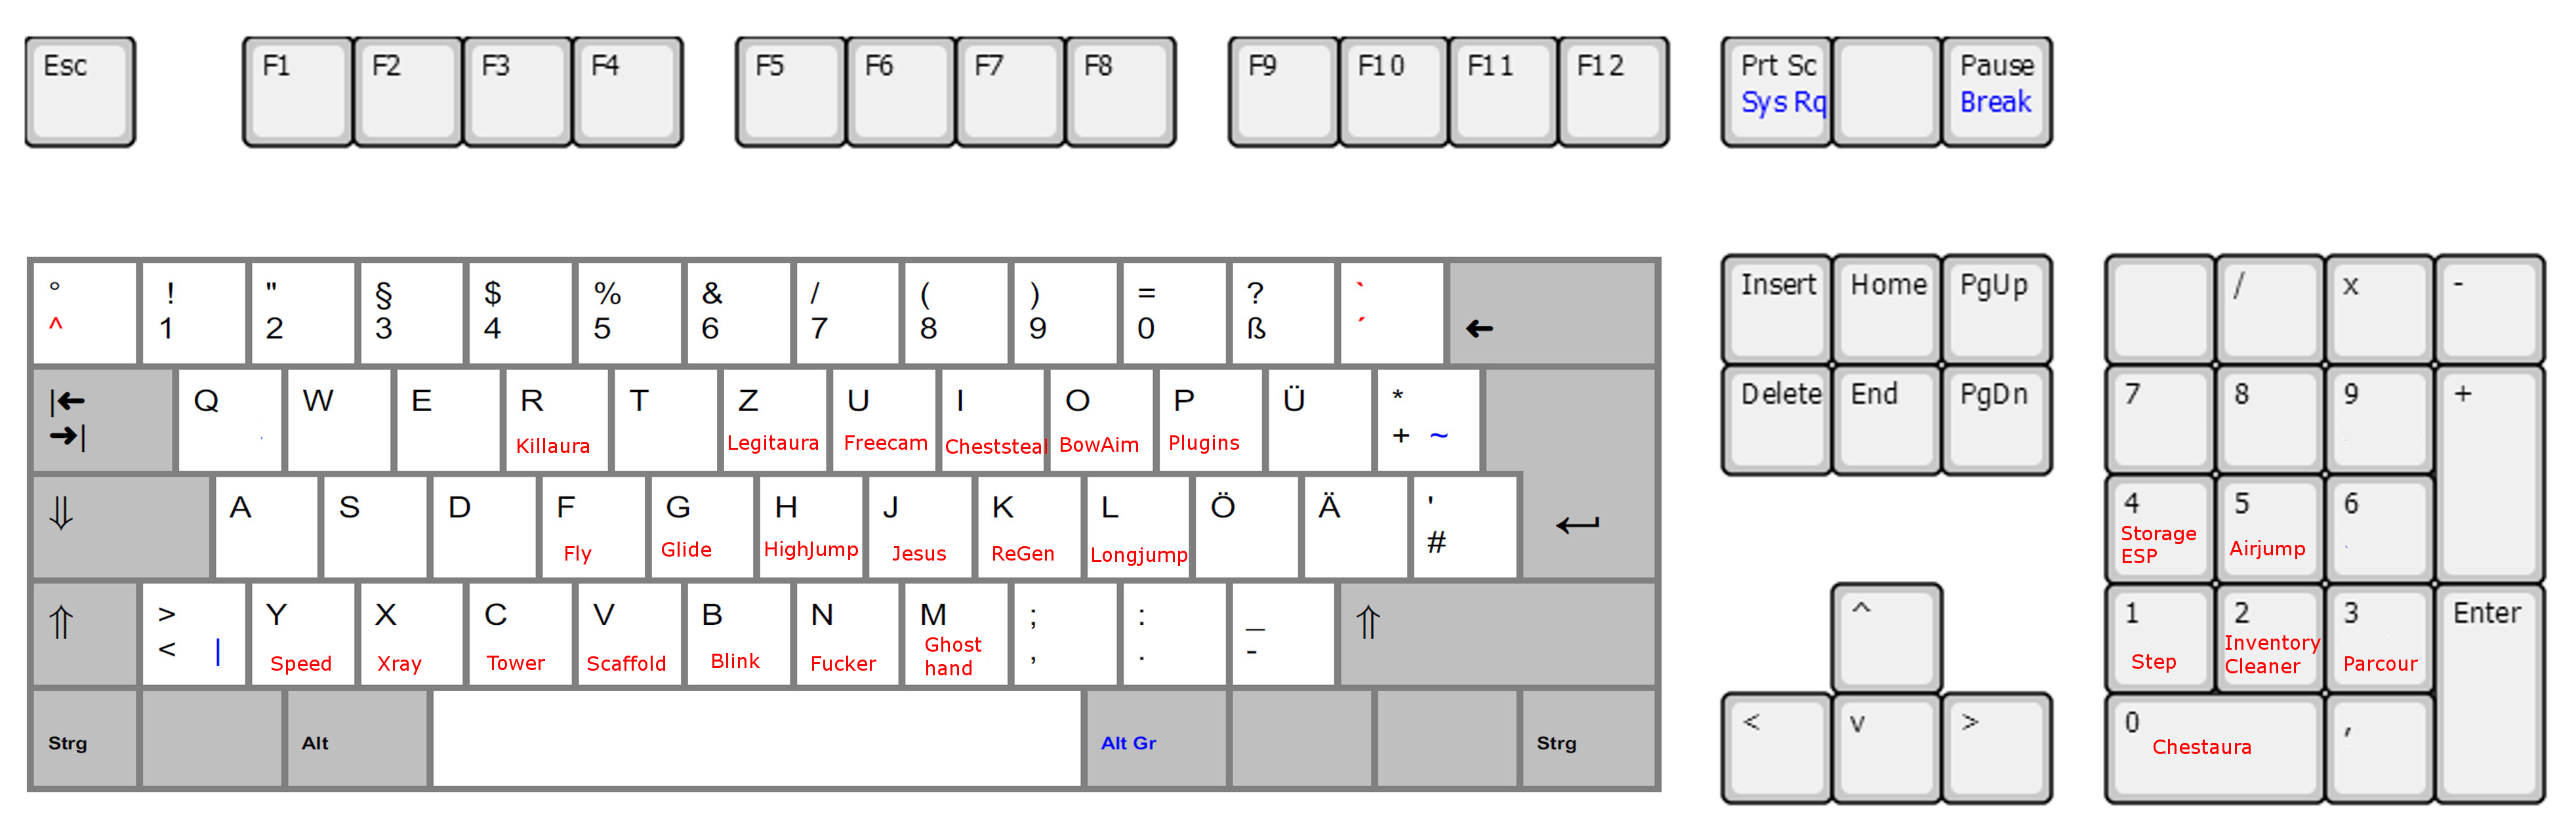 Esc F1 F2 F3 F4 F5 F6 F7 F8 F9 F10 F11 F12 Prt Sc Pause
Sys Rq Break
° ! " § $ % & / ( ) = ? `
^ 1 2 3 4 5 6 7 8 9 0 ß ´ ←
Insert Home PgUp / x -
|← Q W E R T Z U I O P Ü *
→| + ~
Killaura Legitaura Freecam Cheststeal BowAim Plugins
Delete End PgDn 7 8 9 +
⇓ A S D F G H J K L Ö Ä '
# ↵
Fly Glide HighJump Jesus ReGen Longjump
4 5 6
Storage
ESP Airjump
⇑ > Y X C V B N M ; : _ ⇑
< | , . -
Speed Xray Tower Scaffold Blink Fucker Ghost
hand
^ 1 2 3 Enter
Step Inventory
Cleaner Parcour
Strg Alt Alt Gr Strg
< v > 0 ,
Chestaura